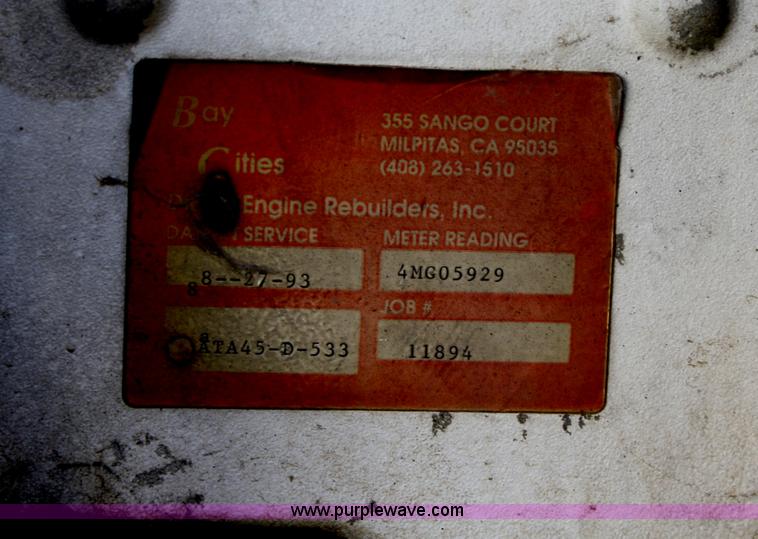 Bay
Cities
355 SANGO COURT
MILPITAS, CA 95035
(408) 263-1510
Engine Rebuilders, Inc.
SERVICE
METER READING
8--27-93
8
4MG05929
JOB #
ATA45-D-533
11894
www.purplewave.com